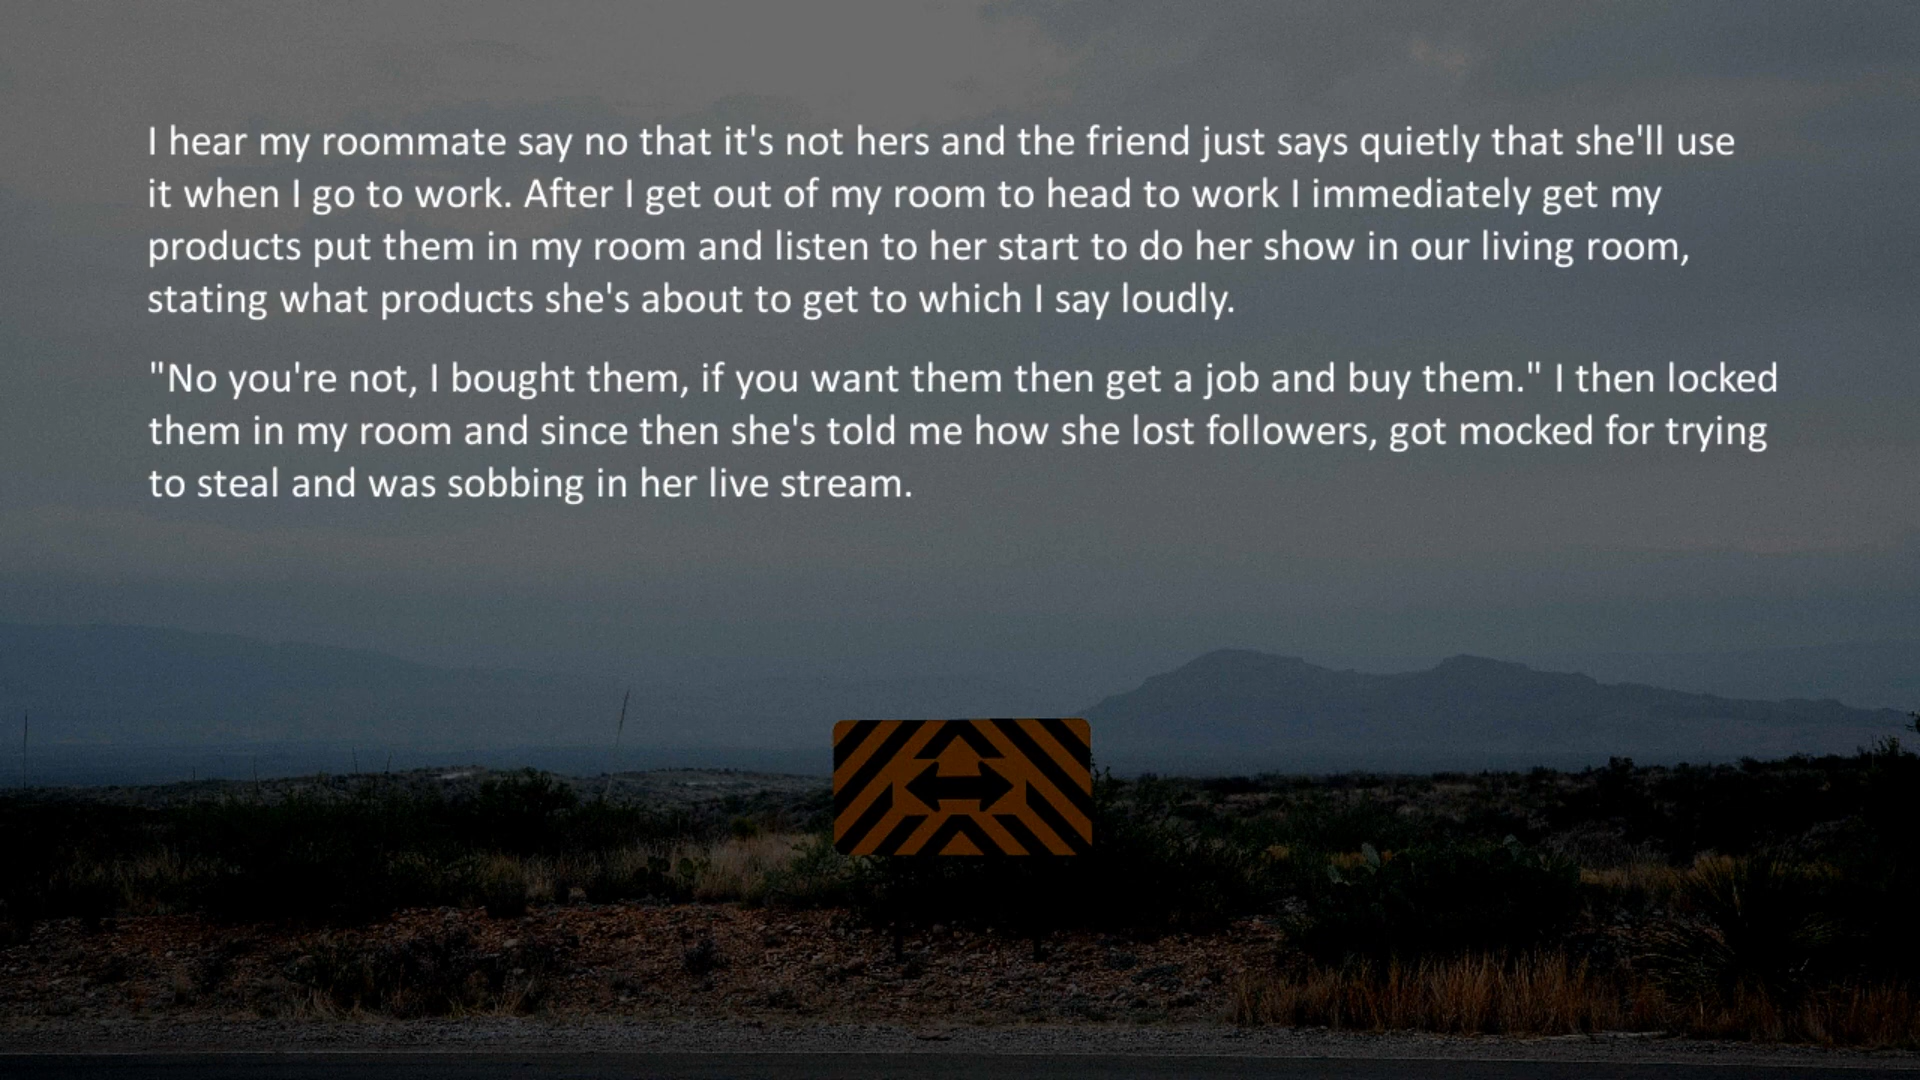 I hear my roommate say no that it's not hers and the friend just says quietly that she'll use
it when I go to work. After I get out of my room to head to work I immediately get my
products put them in my room and listen to her start to do her show in our living room,
stating what products she's about to get to which I say loudly.
"No you're not, I bought them, if you want them then get a job and buy them." I then locked
them in my room and since then she's told me how she lost followers, got mocked for trying
to steal and was sobbing in her live stream.